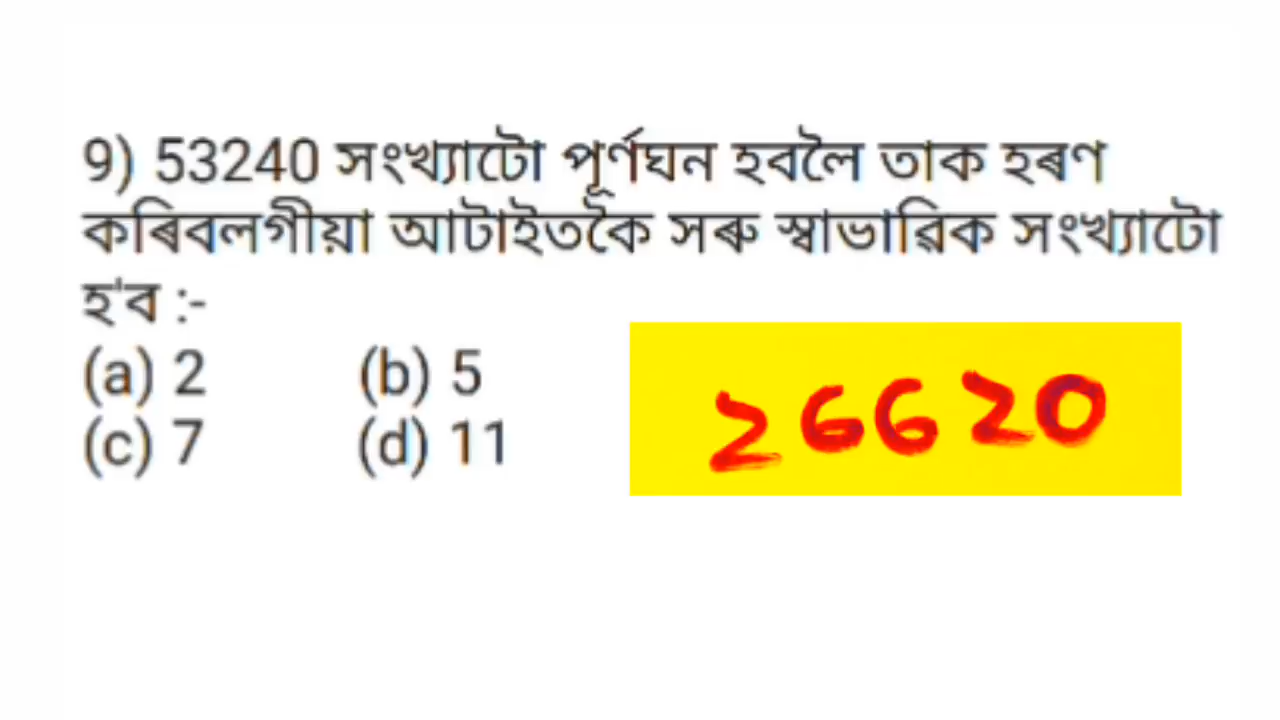 9) 53240 সংখ্যাটো পূৰ্ণঘন হবলৈ তাক হৰণ
কৰিবলগীয়া আটাইতকৈ সৰু স্বাভাৱিক সংখ্যাটো
হ'ব :-
(a) 2 (b) 5
(c) 7 (d) 11
26620